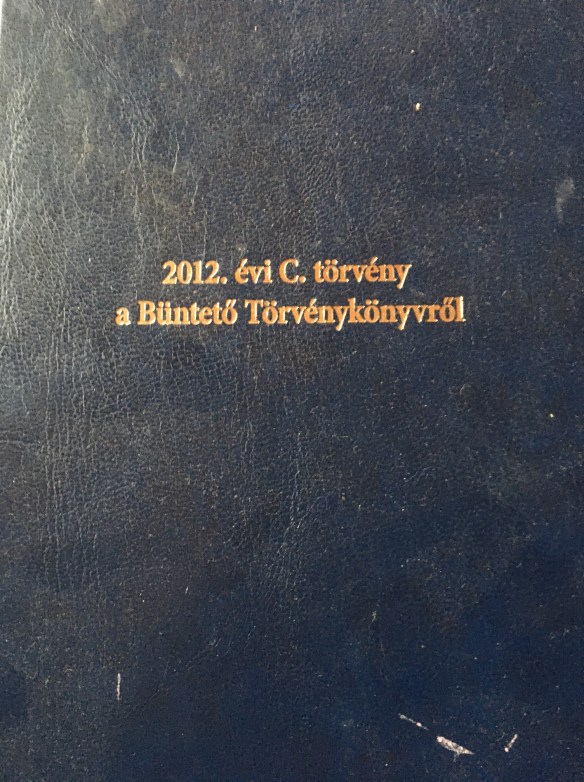 2012. évi C. törvény
a Büntető Törvénykönyvről